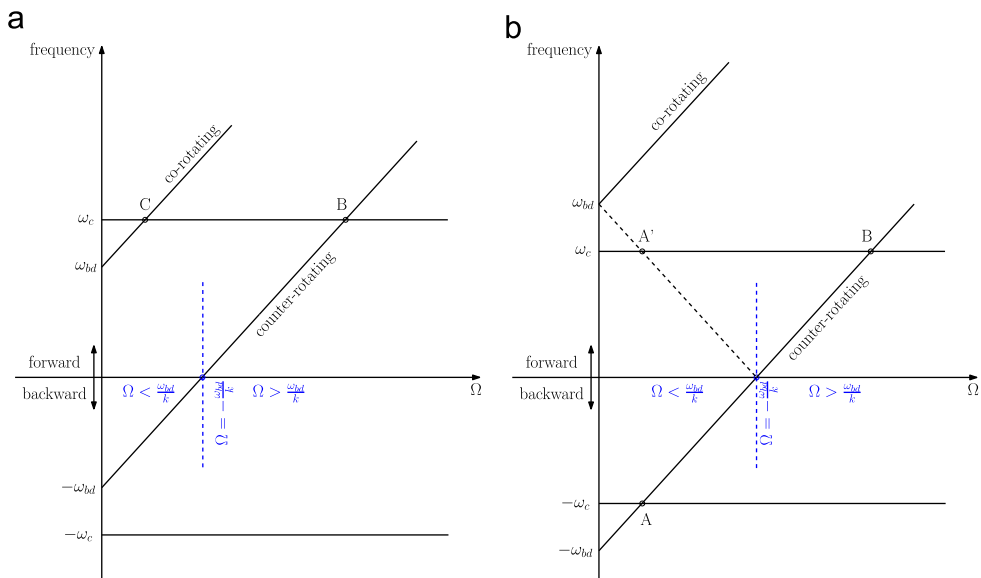 a
frequency
co-rotating
C
B
ω_c
ω_bd
counter-rotating
forward
backward
Ω < ω_bd/k
Ω = ω_bd/k
Ω > ω_bd/k
Ω
−ω_bd
−ω_c
b
frequency
co-rotating
ω_bd
A'
B
ω_c
counter-rotating
forward
backward
Ω < ω_bd/k
Ω = ω_bd/k
Ω > ω_bd/k
Ω
−ω_c
A
−ω_bd